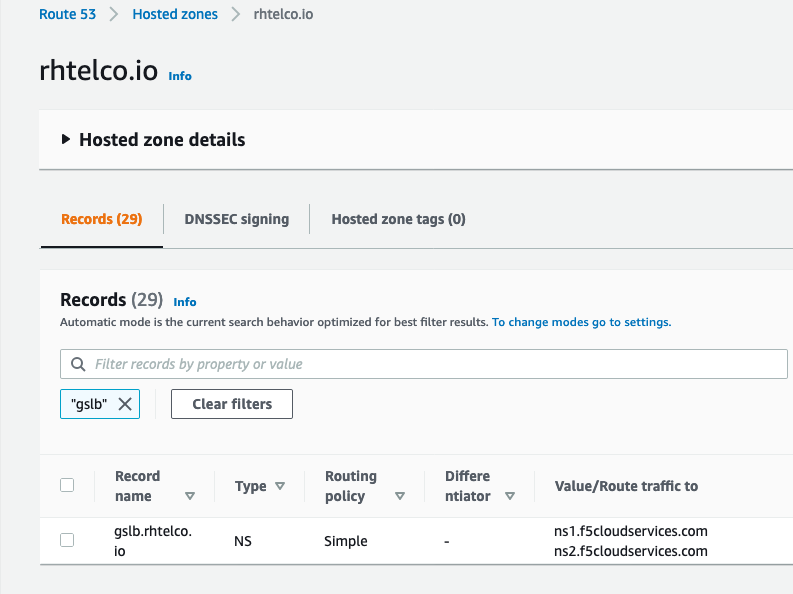 Route 53 > Hosted zones > rhtelco.io
rhtelco.io Info
Hosted zone details
Records (29) DNSSEC signing Hosted zone tags (0)
Records (29) Info
Automatic mode is the current search behavior optimized for best filter results. To change modes go to settings.
Filter records by property or value
"gslb" Clear filters
Record name Type Routing policy Differe ntiator Value/Route traffic to
gslb.rhtelco. NS Simple - ns1.f5cloudservices.com
io ns2.f5cloudservices.com